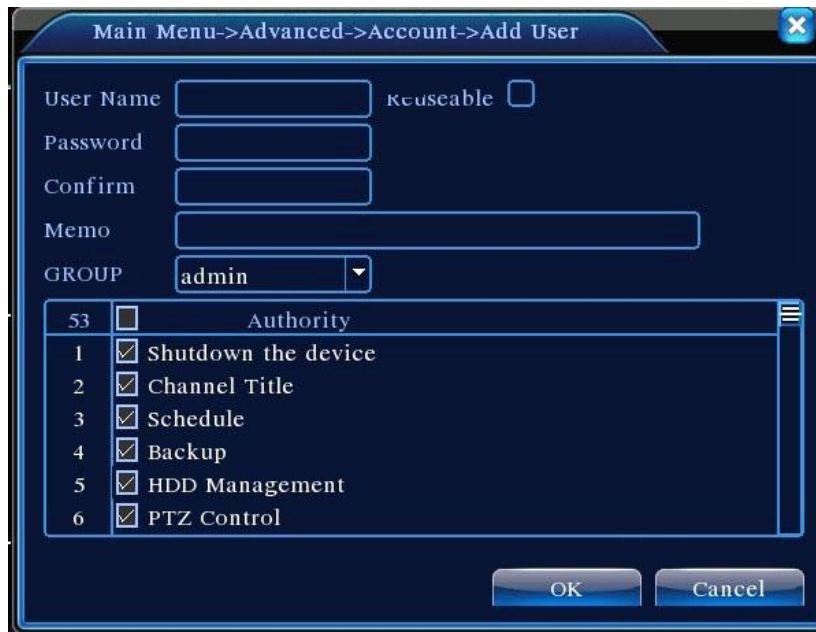 Main Menu->Advanced->Account->Add User
User Name Reuseable
Password
Confirm
Memo
GROUP admin
53 Authority
1 Shutdown the device
2 Channel Title
3 Schedule
4 Backup
5 HDD Management
6 PTZ Control
OK Cancel